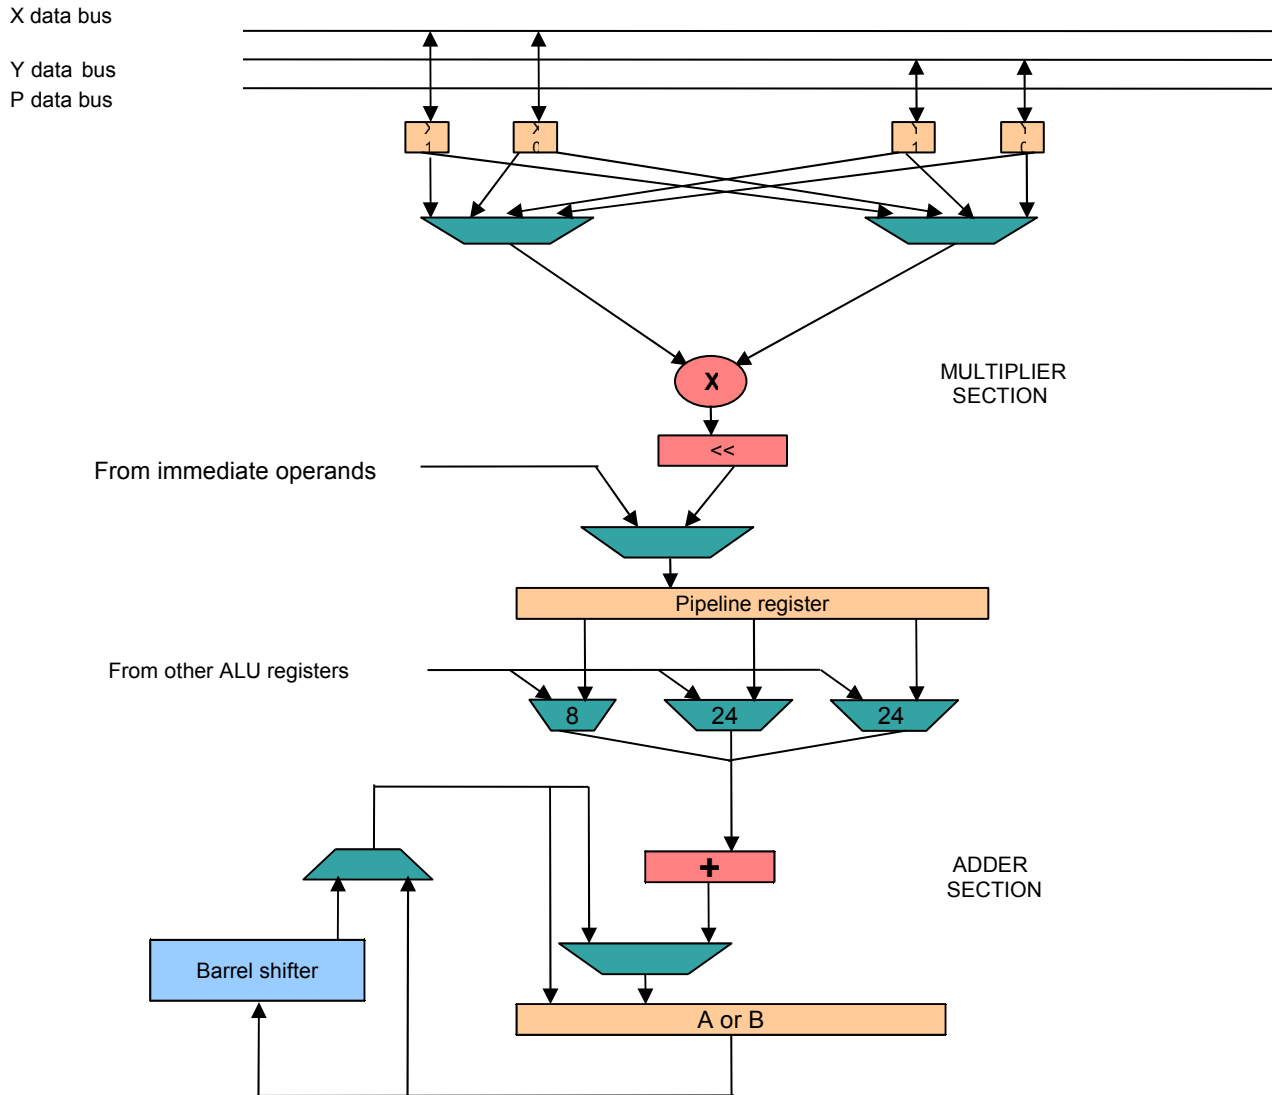 X data bus
Y data bus
P data bus
X
MULTIPLIER
SECTION
<<
From immediate operands
Pipeline register
From other ALU registers
8 24 24
+
ADDER
SECTION
Barrel shifter
A or B